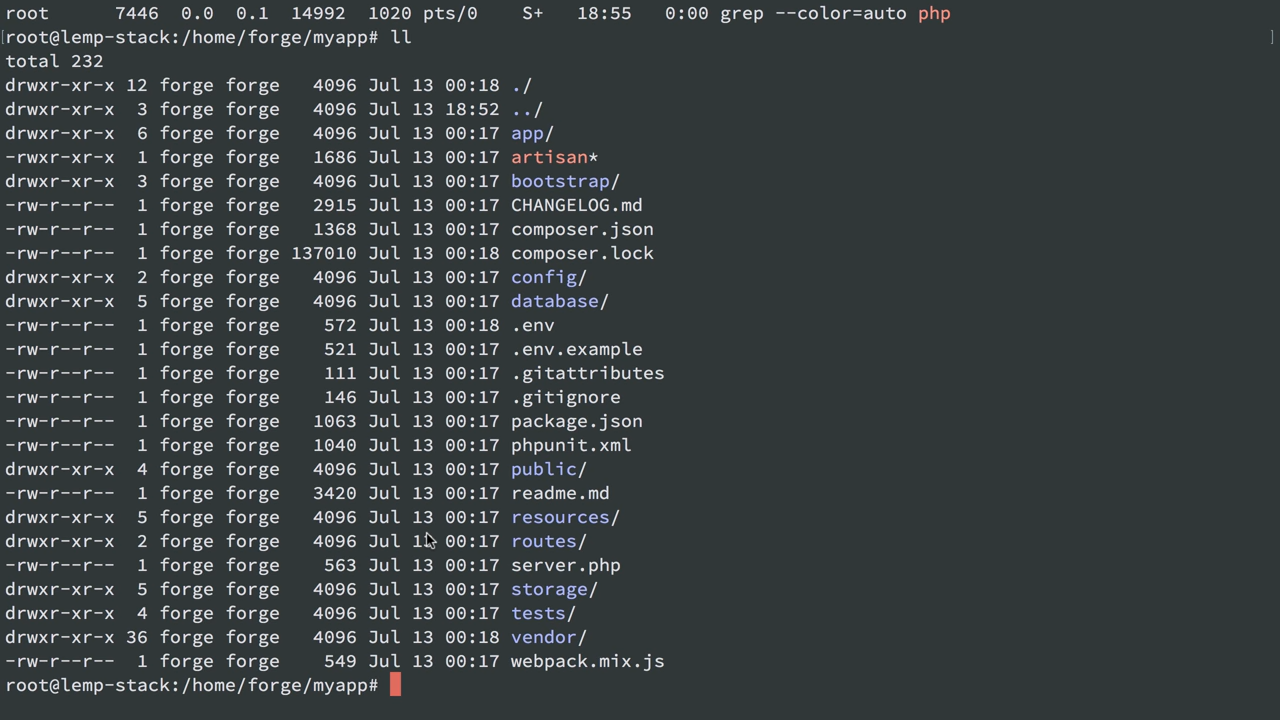 root      7446  0.0  0.1  14992  1020 pts/0    S+   18:55   0:00 grep --color=auto php
[root@lemp-stack:/home/forge/myapp# ll ]
total 232
drwxr-xr-x 12 forge forge   4096 Jul 13 00:18 ./
drwxr-xr-x  3 forge forge   4096 Jul 13 18:52 ../
drwxr-xr-x  6 forge forge   4096 Jul 13 00:17 app/
-rwxr-xr-x  1 forge forge   1686 Jul 13 00:17 artisan*
drwxr-xr-x  3 forge forge   4096 Jul 13 00:17 bootstrap/
-rw-r--r--  1 forge forge   2915 Jul 13 00:17 CHANGELOG.md
-rw-r--r--  1 forge forge   1368 Jul 13 00:17 composer.json
-rw-r--r--  1 forge forge 137010 Jul 13 00:18 composer.lock
drwxr-xr-x  2 forge forge   4096 Jul 13 00:17 config/
drwxr-xr-x  5 forge forge   4096 Jul 13 00:17 database/
-rw-r--r--  1 forge forge    572 Jul 13 00:18 .env
-rw-r--r--  1 forge forge    521 Jul 13 00:17 .env.example
-rw-r--r--  1 forge forge    111 Jul 13 00:17 .gitattributes
-rw-r--r--  1 forge forge    146 Jul 13 00:17 .gitignore
-rw-r--r--  1 forge forge   1063 Jul 13 00:17 package.json
-rw-r--r--  1 forge forge   1040 Jul 13 00:17 phpunit.xml
drwxr-xr-x  4 forge forge   4096 Jul 13 00:17 public/
-rw-r--r--  1 forge forge   3420 Jul 13 00:17 readme.md
drwxr-xr-x  5 forge forge   4096 Jul 13 00:17 resources/
drwxr-xr-x  2 forge forge   4096 Jul 13 00:17 routes/
-rw-r--r--  1 forge forge    563 Jul 13 00:17 server.php
drwxr-xr-x  5 forge forge   4096 Jul 13 00:17 storage/
drwxr-xr-x  4 forge forge   4096 Jul 13 00:17 tests/
drwxr-xr-x 36 forge forge   4096 Jul 13 00:18 vendor/
-rw-r--r--  1 forge forge    549 Jul 13 00:17 webpack.mix.js
root@lemp-stack:/home/forge/myapp#